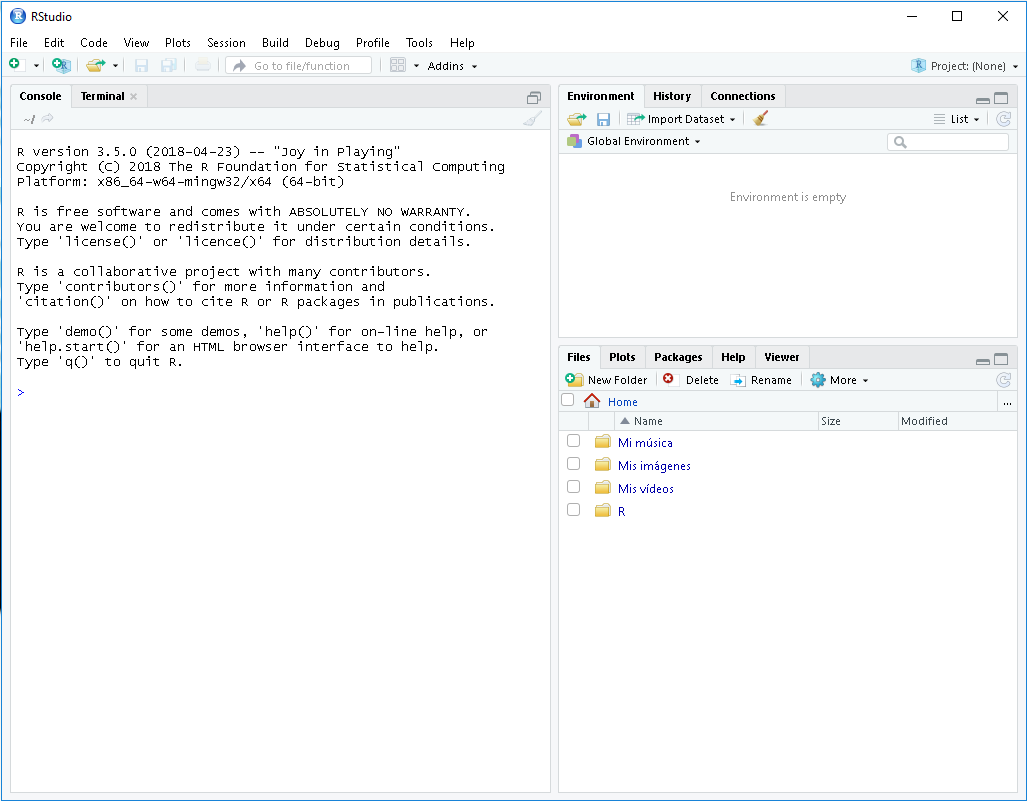 RStudio
File Edit Code View Plots Session Build Debug Profile Tools Help
Go to file/function Addins Project: (None)
Console Terminal
~/
R version 3.5.0 (2018-04-23) -- "Joy in Playing"
Copyright (C) 2018 The R Foundation for Statistical Computing
Platform: x86_64-w64-mingw32/x64 (64-bit)
R is free software and comes with ABSOLUTELY NO WARRANTY.
You are welcome to redistribute it under certain conditions.
Type 'license()' or 'licence()' for distribution details.
R is a collaborative project with many contributors.
Type 'contributors()' for more information and
'citation()' on how to cite R or R packages in publications.
Type 'demo()' for some demos, 'help()' for on-line help, or
'help.start()' for an HTML browser interface to help.
Type 'q()' to quit R.
>
Environment History Connections
Import Dataset List
Global Environment
Environment is empty
Files Plots Packages Help Viewer
New Folder Delete Rename More
Home ...
Name Size Modified
Mi música
Mis imágenes
Mis vídeos
R